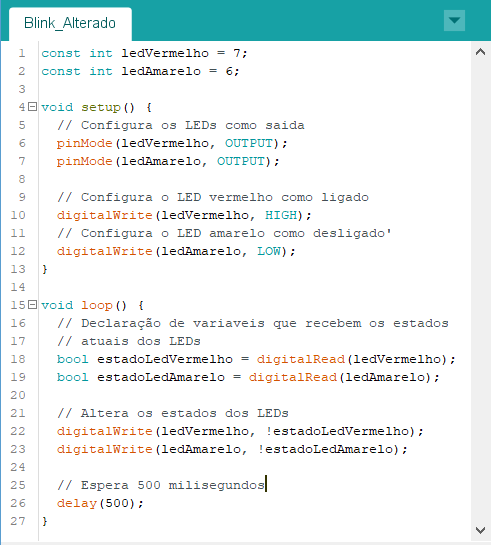 Blink_Alterado
1 const int ledVermelho = 7;
2 const int ledAmarelo = 6;
3
4 void setup() {
5   // Configura os LEDs como saida
6   pinMode(ledVermelho, OUTPUT);
7   pinMode(ledAmarelo, OUTPUT);
8
9   // Configura o LED vermelho como ligado
10   digitalWrite(ledVermelho, HIGH);
11   // Configura o LED amarelo como desligado'
12   digitalWrite(ledAmarelo, LOW);
13 }
14
15 void loop() {
16   // Declaração de variaveis que recebem os estados
17   // atuais dos LEDs
18   bool estadoLedVermelho = digitalRead(ledVermelho);
19   bool estadoLedAmarelo = digitalRead(ledAmarelo);
20
21   // Altera os estados dos LEDs
22   digitalWrite(ledVermelho, !estadoLedVermelho);
23   digitalWrite(ledAmarelo, !estadoLedAmarelo);
24
25   // Espera 500 milisegundos
26   delay(500);
27 }